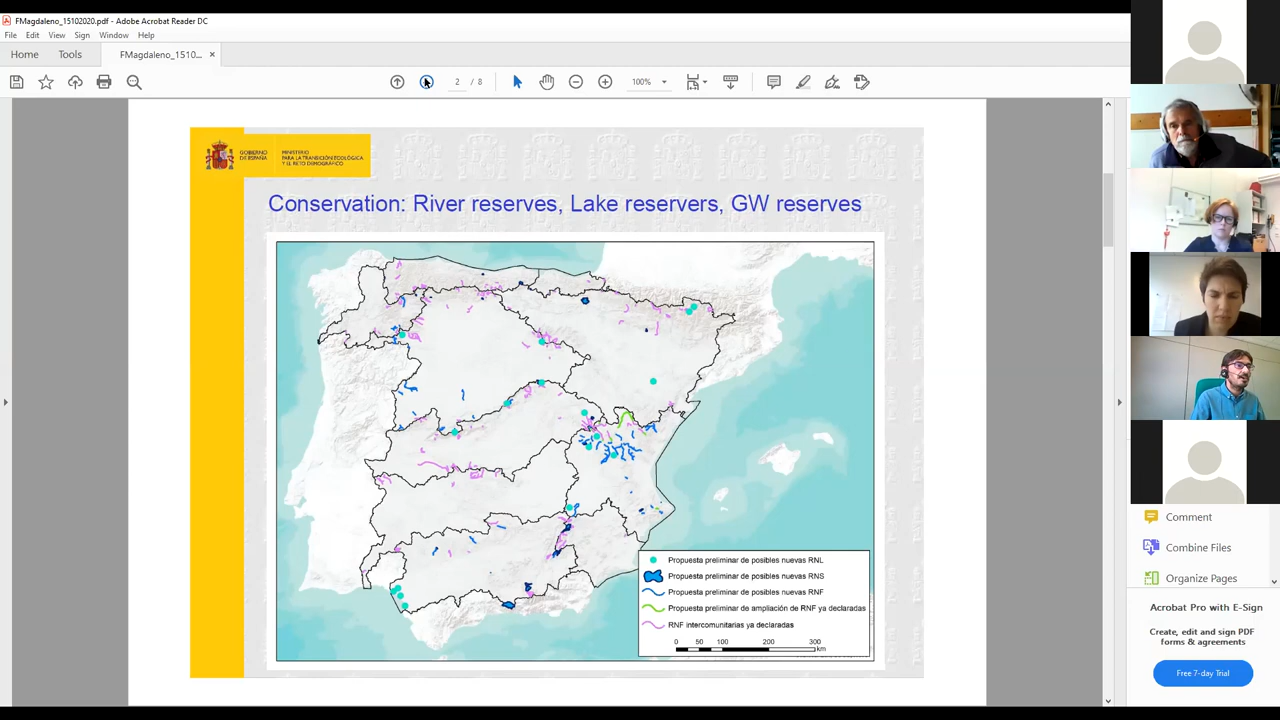 FMagdaleno_15102020.pdf - Adobe Acrobat Reader DC
File Edit View Sign Window Help
Home Tools FMagdaleno_1510... ×
2 / 8 100%
GOBIERNO DE ESPAÑA
MINISTERIO
PARA LA TRANSICIÓN ECOLÓGICA
Y EL RETO DEMOGRÁFICO
Conservation: River reserves, Lake reservers, GW reserves
Propuesta preliminar de posibles nuevas RNL
Propuesta preliminar de posibles nuevas RNS
Propuesta preliminar de posibles nuevas RNF
Propuesta preliminar de ampliación de RNF ya declaradas
RNF intercomunitarias ya declaradas
0 50 100 200 300
km
Comment
Combine Files
Organize Pages
Acrobat Pro with E-Sign
Create, edit and sign PDF
forms & agreements
Free 7-day Trial